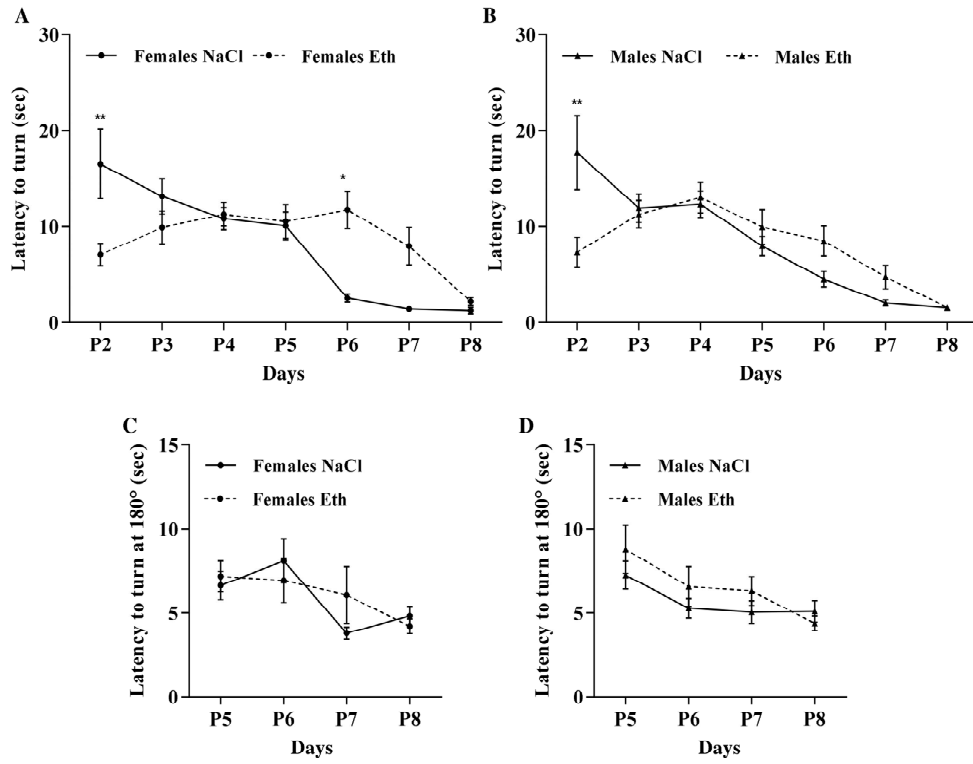 A
Females NaCl Females Eth
Latency to turn (sec)
30
20
10
0
**
*
P2 P3 P4 P5 P6 P7 P8
Days
B
Males NaCl Males Eth
Latency to turn (sec)
30
20
10
0
**
P2 P3 P4 P5 P6 P7 P8
Days
C
Females NaCl
Females Eth
Latency to turn at 180° (sec)
15
10
5
0
P5 P6 P7 P8
Days
D
Males NaCl
Males Eth
Latency to turn at 180° (sec)
15
10
5
0
P5 P6 P7 P8
Days